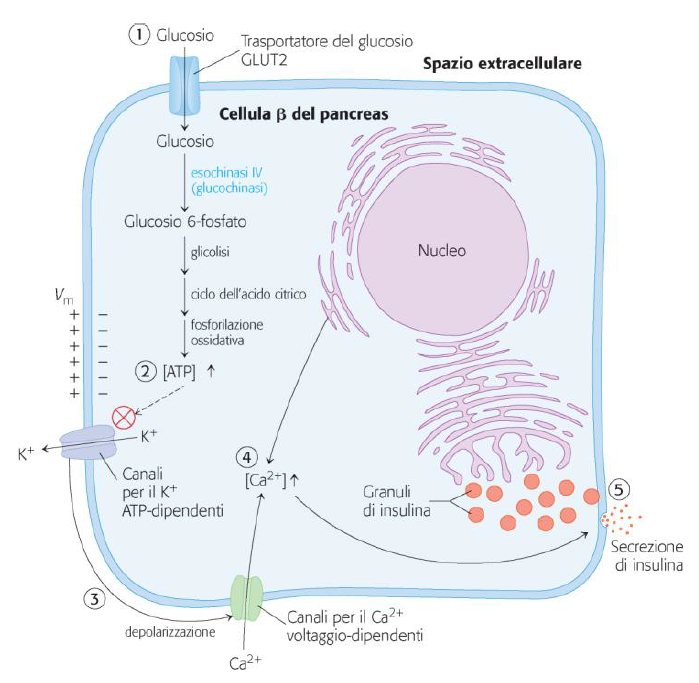 ① Glucosio
Trasportatore del glucosio
GLUT2
Spazio extracellulare
Cellula β del pancreas
Glucosio
esochinasi IV
(glucochinasi)
Glucosio 6-fosfato
glicolisi
Nucleo
ciclo dell'acido citrico
Vm
+ −
+ −
+ −
+ −
+ −
+ −
+ −
fosforilazione
ossidativa
② [ATP] ↑
K+
K+
Canali
per il K+
ATP-dipendenti
④
[Ca2+]↑
Granuli
di insulina
⑤
Secrezione
di insulina
③
depolarizzazione
Canali per il Ca2+
voltaggio-dipendenti
Ca2+